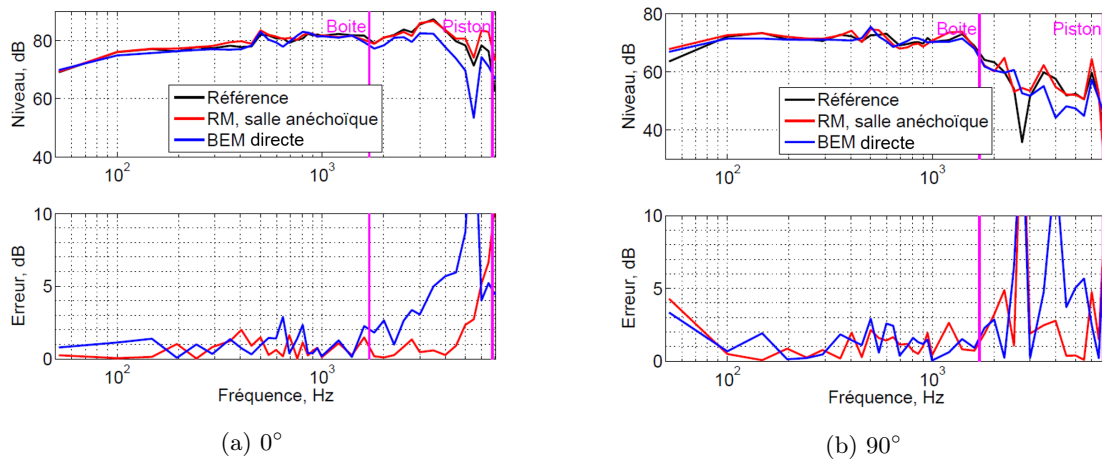 80
60
40
Niveau, dB
Boite
Piston
Référence
RM, salle anéchoïque
BEM directe
10²
10³
10
5
0
Erreur, dB
10²
10³
Fréquence, Hz
(a) 0°
80
60
40
Niveau, dB
Boite
Piston
Référence
RM, salle anéchoïque
BEM directe
10²
10³
10
5
0
Erreur, dB
10²
10³
Fréquence, Hz
(b) 90°